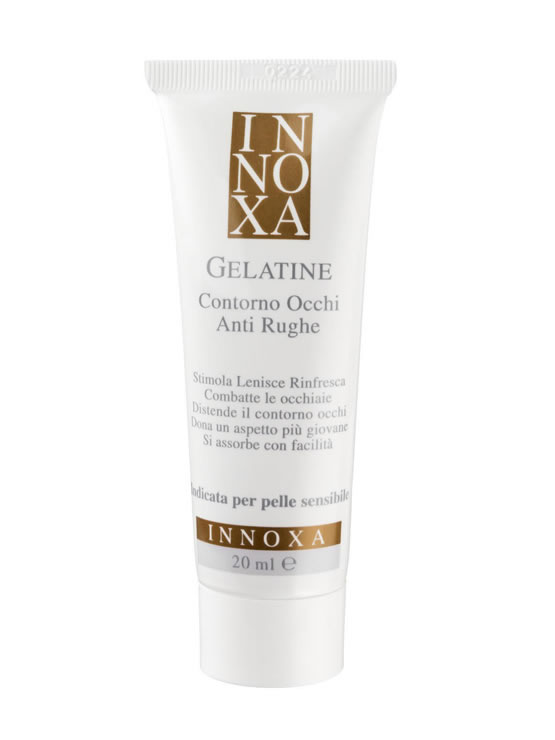 0224
IN
NO
XA
GELATINE
Contorno Occhi
Anti Rughe
Stimola Lenisce Rinfresca
Combatte le occhiaie
Distende il contorno occhi
Dona un aspetto più giovane
Si assorbe con facilità
Indicata per pelle sensibile
INNOXA
20 ml ℮